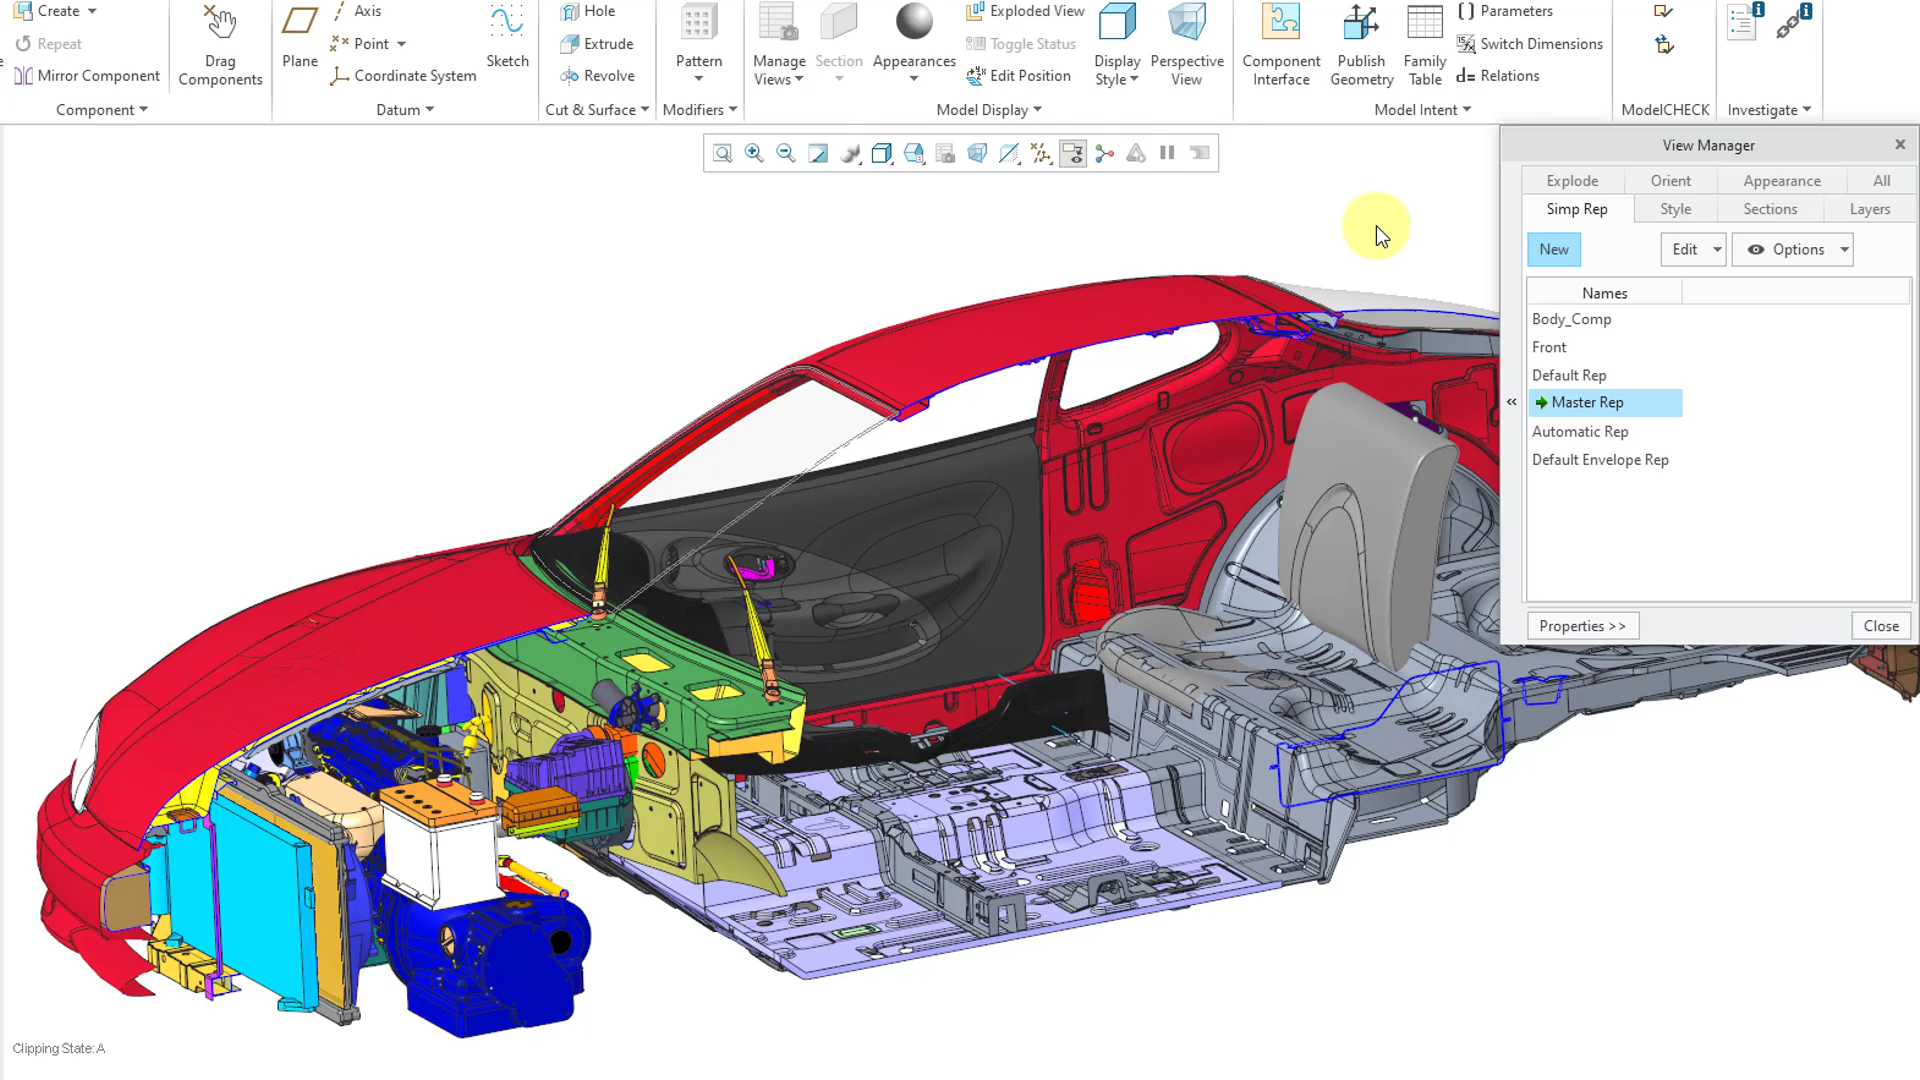 Create
Repeat
Mirror Component
Component
Drag
Components
Plane
Axis
Point
Coordinate System
Sketch
Datum
Hole
Extrude
Revolve
Cut & Surface
Pattern
Modifiers
Manage
Views
Section
Appearances
Exploded View
Toggle Status
Edit Position
Display
Style
Perspective
View
Model Display
Component
Interface
Publish
Geometry
Family
Table
Parameters
Switch Dimensions
Relations
Model Intent
ModelCHECK
Investigate
View Manager
Explode Orient Appearance All
Simp Rep Style Sections Layers
New Edit Options
Names
Body_Comp
Front
Default Rep
Master Rep
Automatic Rep
Default Envelope Rep
Properties >> Close
Clipping State: A